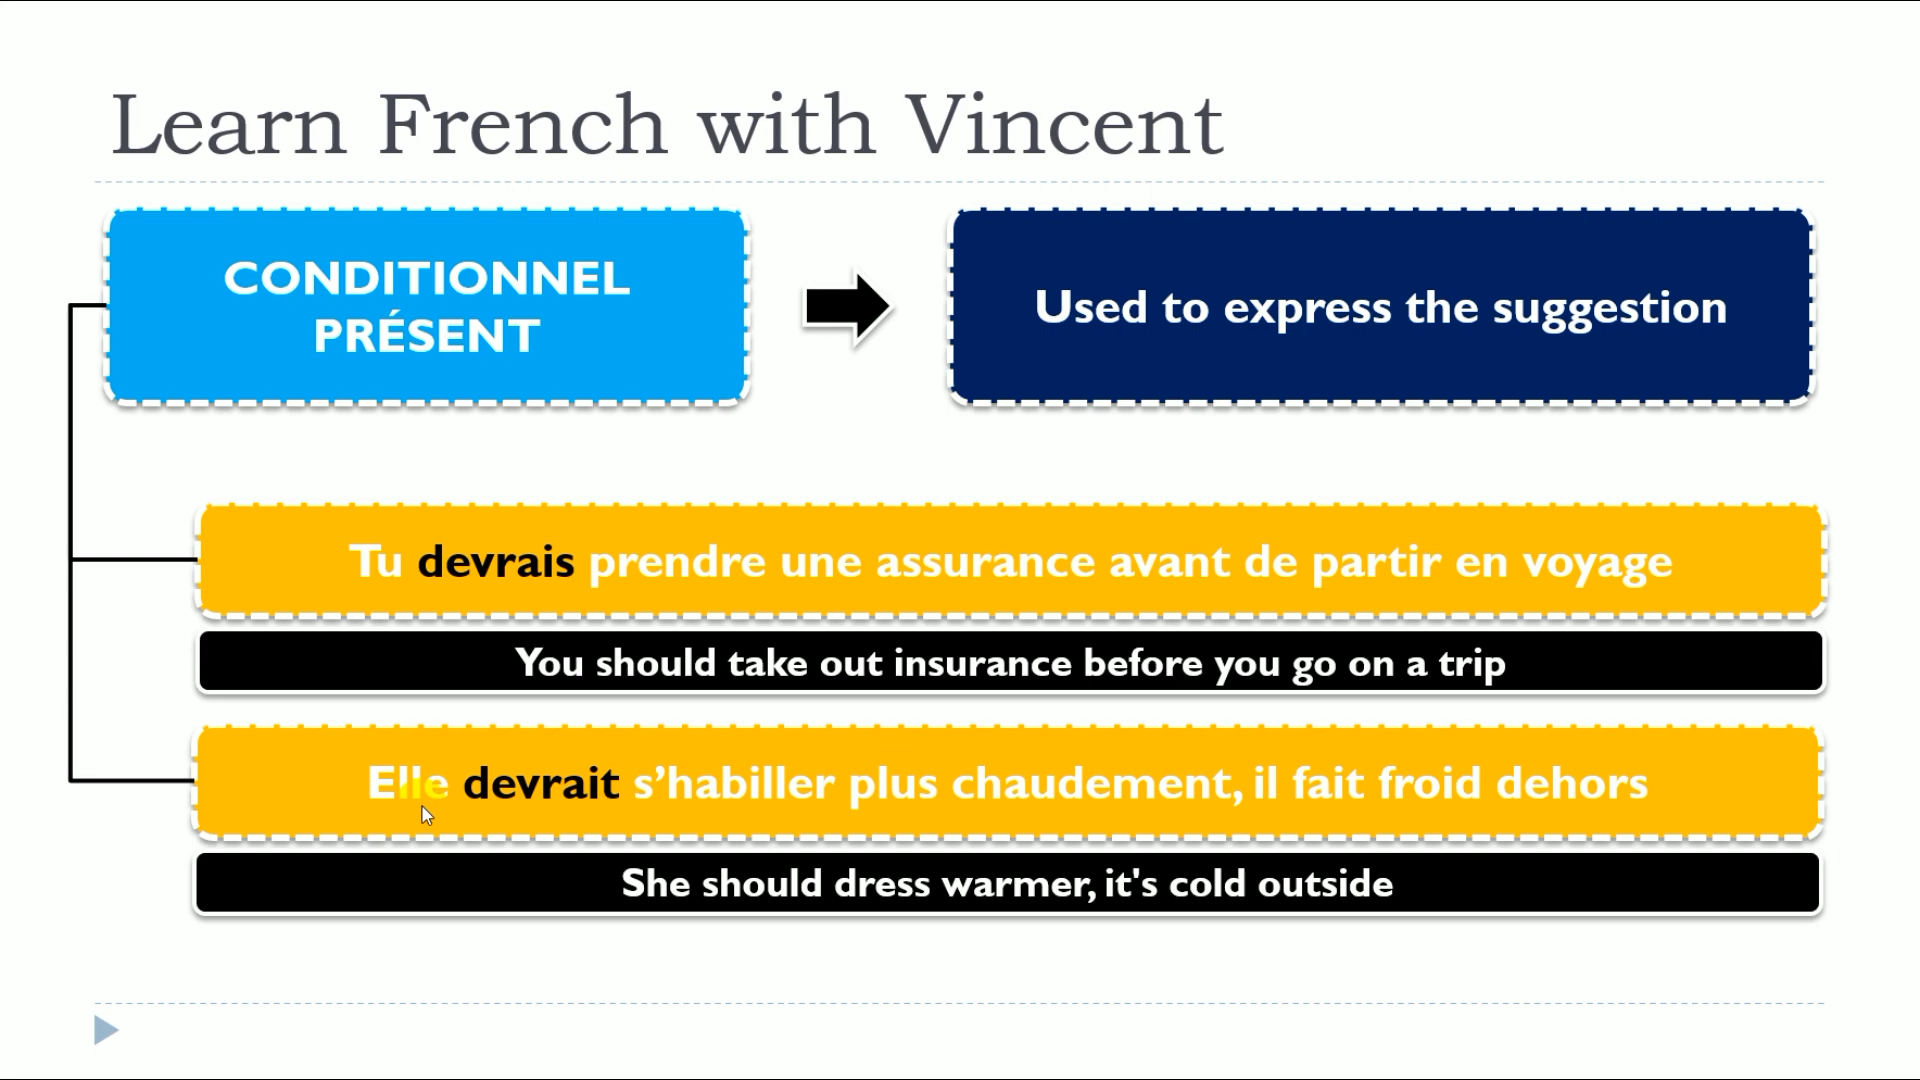 Learn French with Vincent
CONDITIONNEL
PRÉSENT
Used to express the suggestion
Tu devrais prendre une assurance avant de partir en voyage
You should take out insurance before you go on a trip
Elle devrait s’habiller plus chaudement, il fait froid dehors
She should dress warmer, it's cold outside